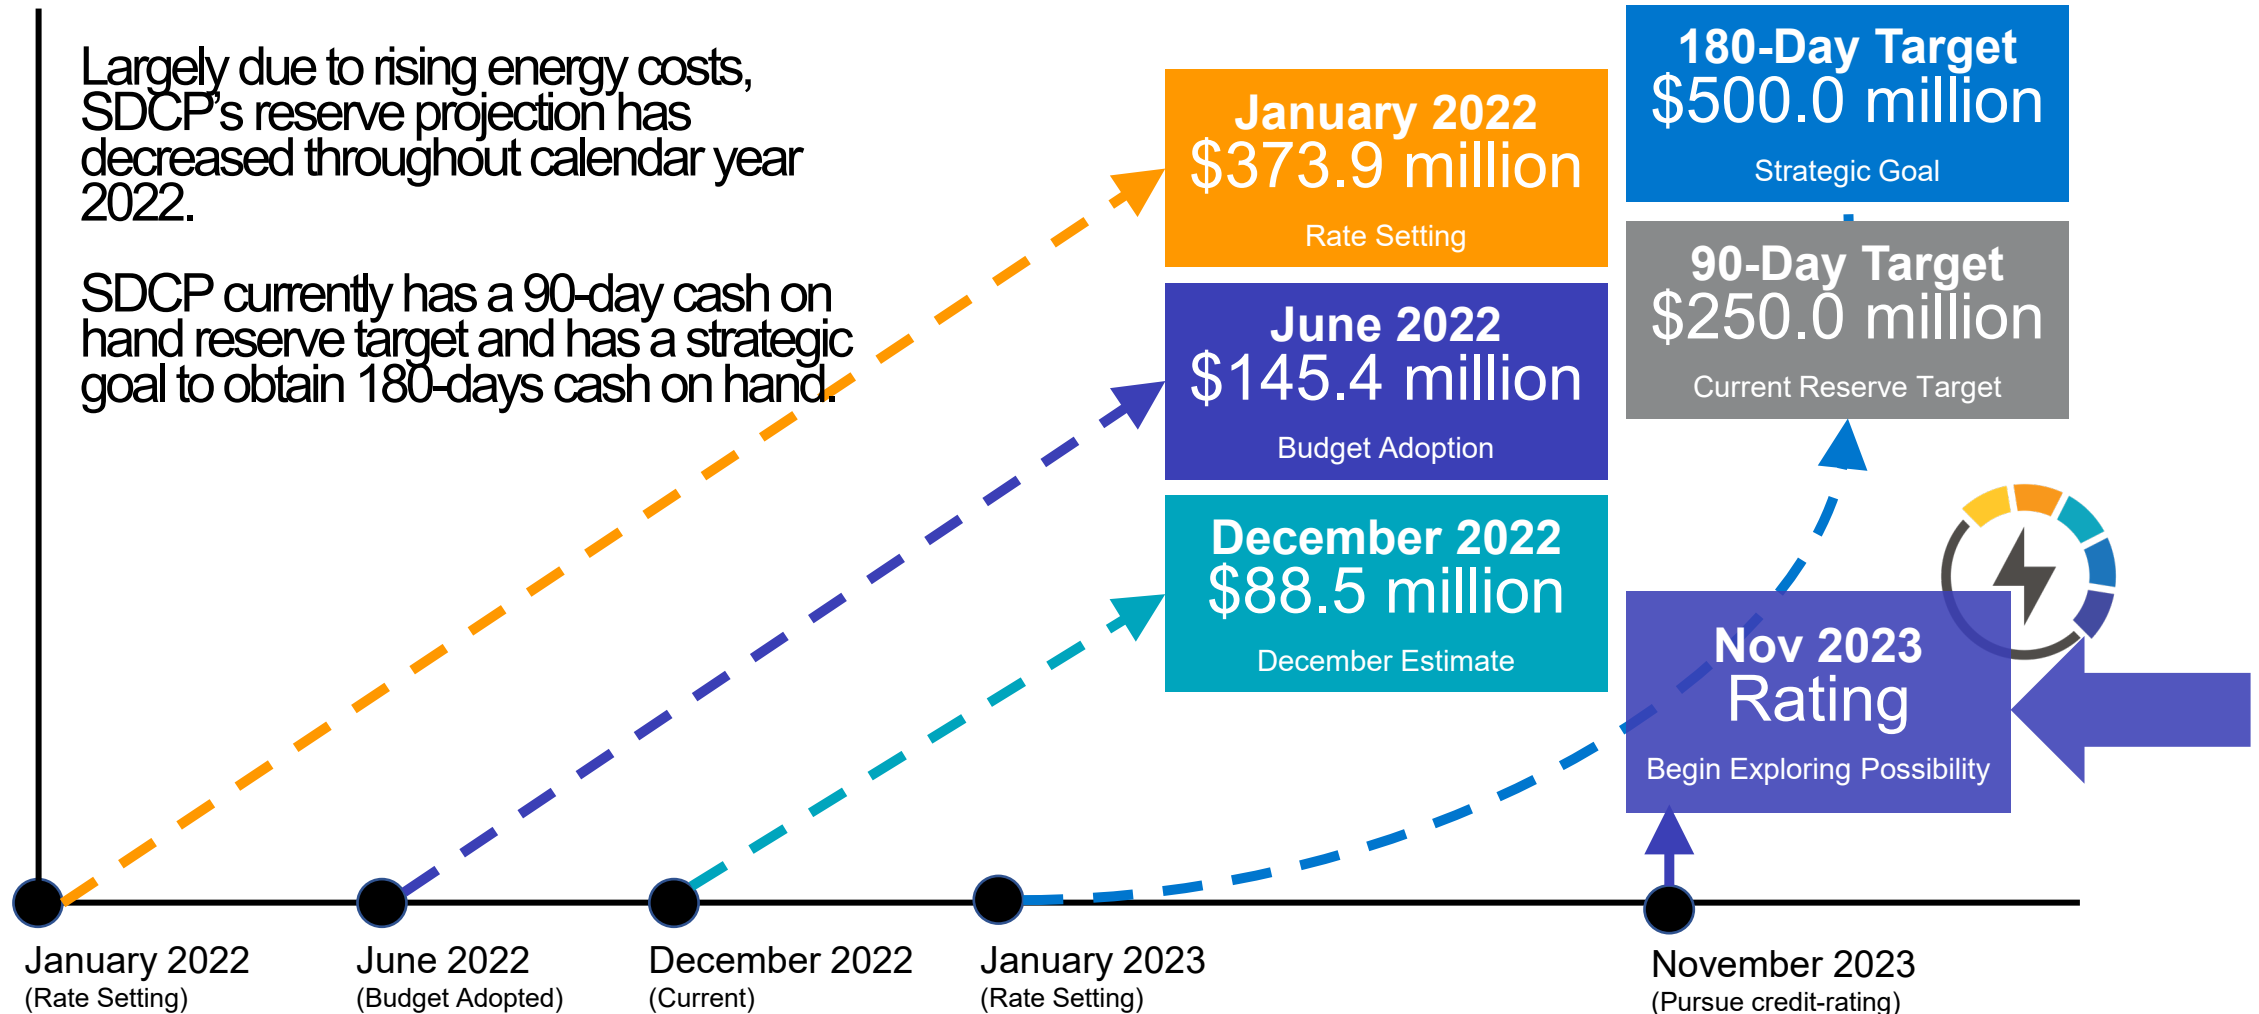 Largely due to rising energy costs,
SDCP's reserve projection has
decreased throughout calendar year
2022.
SDCP currently has a 90-day cash on
hand reserve target and has a strategic
goal to obtain 180-days cash on hand.
January 2022
$373.9 million
Rate Setting
June 2022
$145.4 million
Budget Adoption
December 2022
$88.5 million
December Estimate
180-Day Target
$500.0 million
Strategic Goal
90-Day Target
$250.0 million
Current Reserve Target
Nov 2023
Rating
Begin Exploring Possibility
January 2022
(Rate Setting)
June 2022
(Budget Adopted)
December 2022
(Current)
January 2023
(Rate Setting)
November 2023
(Pursue credit-rating)